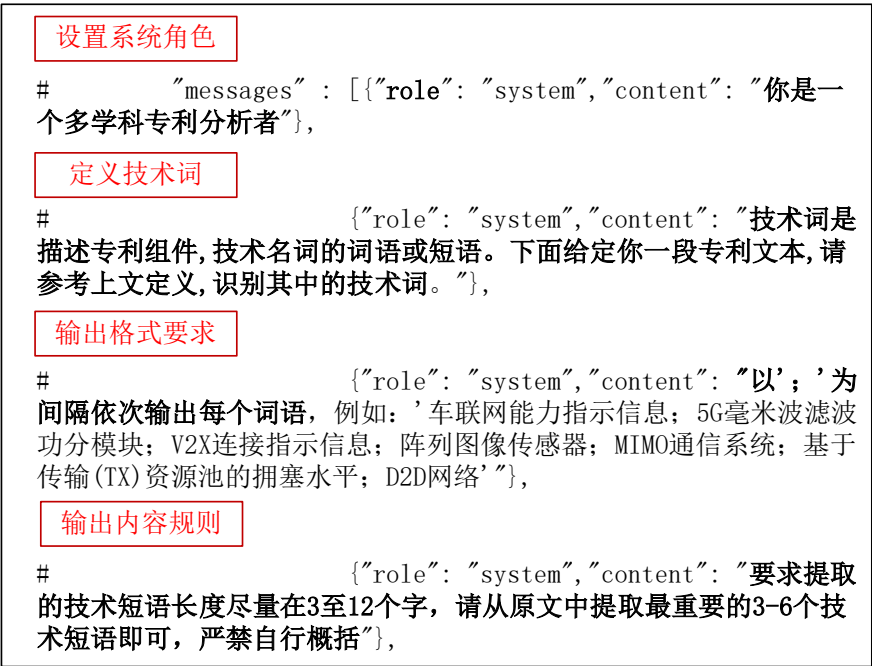 设置系统角色
# "messages" : [{"role": "system","content": "你是一
个多学科专利分析者"},
定义技术词
# {"role": "system","content": "技术词是
描述专利组件,技术名词的词语或短语。下面给定你一段专利文本,请
参考上文定义,识别其中的技术词。"},
输出格式要求
# {"role": "system","content": "以'；'为
间隔依次输出每个词语，例如：'车联网能力指示信息；5G毫米波滤波
功分模块；V2X连接指示信息；阵列图像传感器；MIMO通信系统；基于
传输(TX)资源池的拥塞水平；D2D网络'"},
输出内容规则
# {"role": "system","content": "要求提取
的技术短语长度尽量在3至12个字，请从原文中提取最重要的3-6个技
术短语即可，严禁自行概括"},